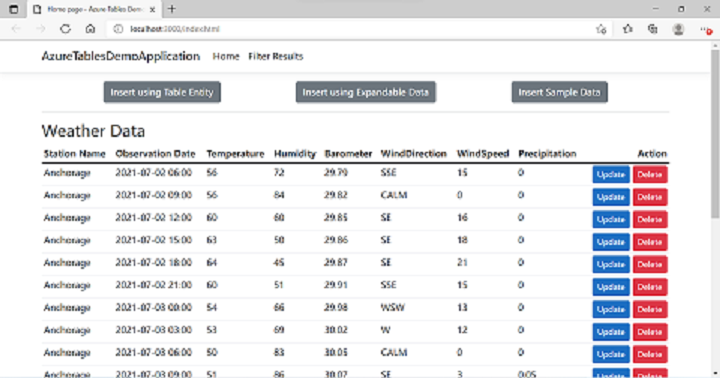 Home page - Azure Tables Dem
localhost:3000/index.html
AzureTablesDemoApplication Home Filter Results
Insert using Table Entity Insert using Expandable Data Insert Sample Data
Weather Data
Station Name Observation Date Temperature Humidity Barometer WindDirection WindSpeed Precipitation Action
Anchorage 2021-07-02 06:00 56 72 29.79 SSE 15 0 Update Delete
Anchorage 2021-07-02 09:00 56 84 29.82 CALM 0 0 Update Delete
Anchorage 2021-07-02 12:00 60 60 29.85 SE 16 0 Update Delete
Anchorage 2021-07-02 15:00 63 50 29.86 SE 18 0 Update Delete
Anchorage 2021-07-02 18:00 64 45 29.87 SE 21 0 Update Delete
Anchorage 2021-07-02 21:00 60 51 29.91 SSE 15 0 Update Delete
Anchorage 2021-07-03 00:00 54 66 29.98 WSW 13 0 Update Delete
Anchorage 2021-07-03 03:00 53 69 30.02 W 12 0 Update Delete
Anchorage 2021-07-03 06:00 50 83 30.05 CALM 0 0 Update Delete
Anchorage 2021-07-03 09:00 51 86 30.07 SE 3 0.05 Update Delete